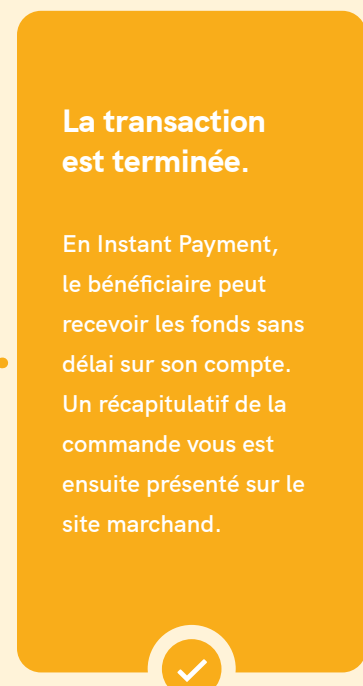 La transaction
est terminée.
En Instant Payment,
le bénéficiaire peut
recevoir les fonds sans
délai sur son compte.
Un récapitulatif de la
commande vous est
ensuite présenté sur le
site marchand.